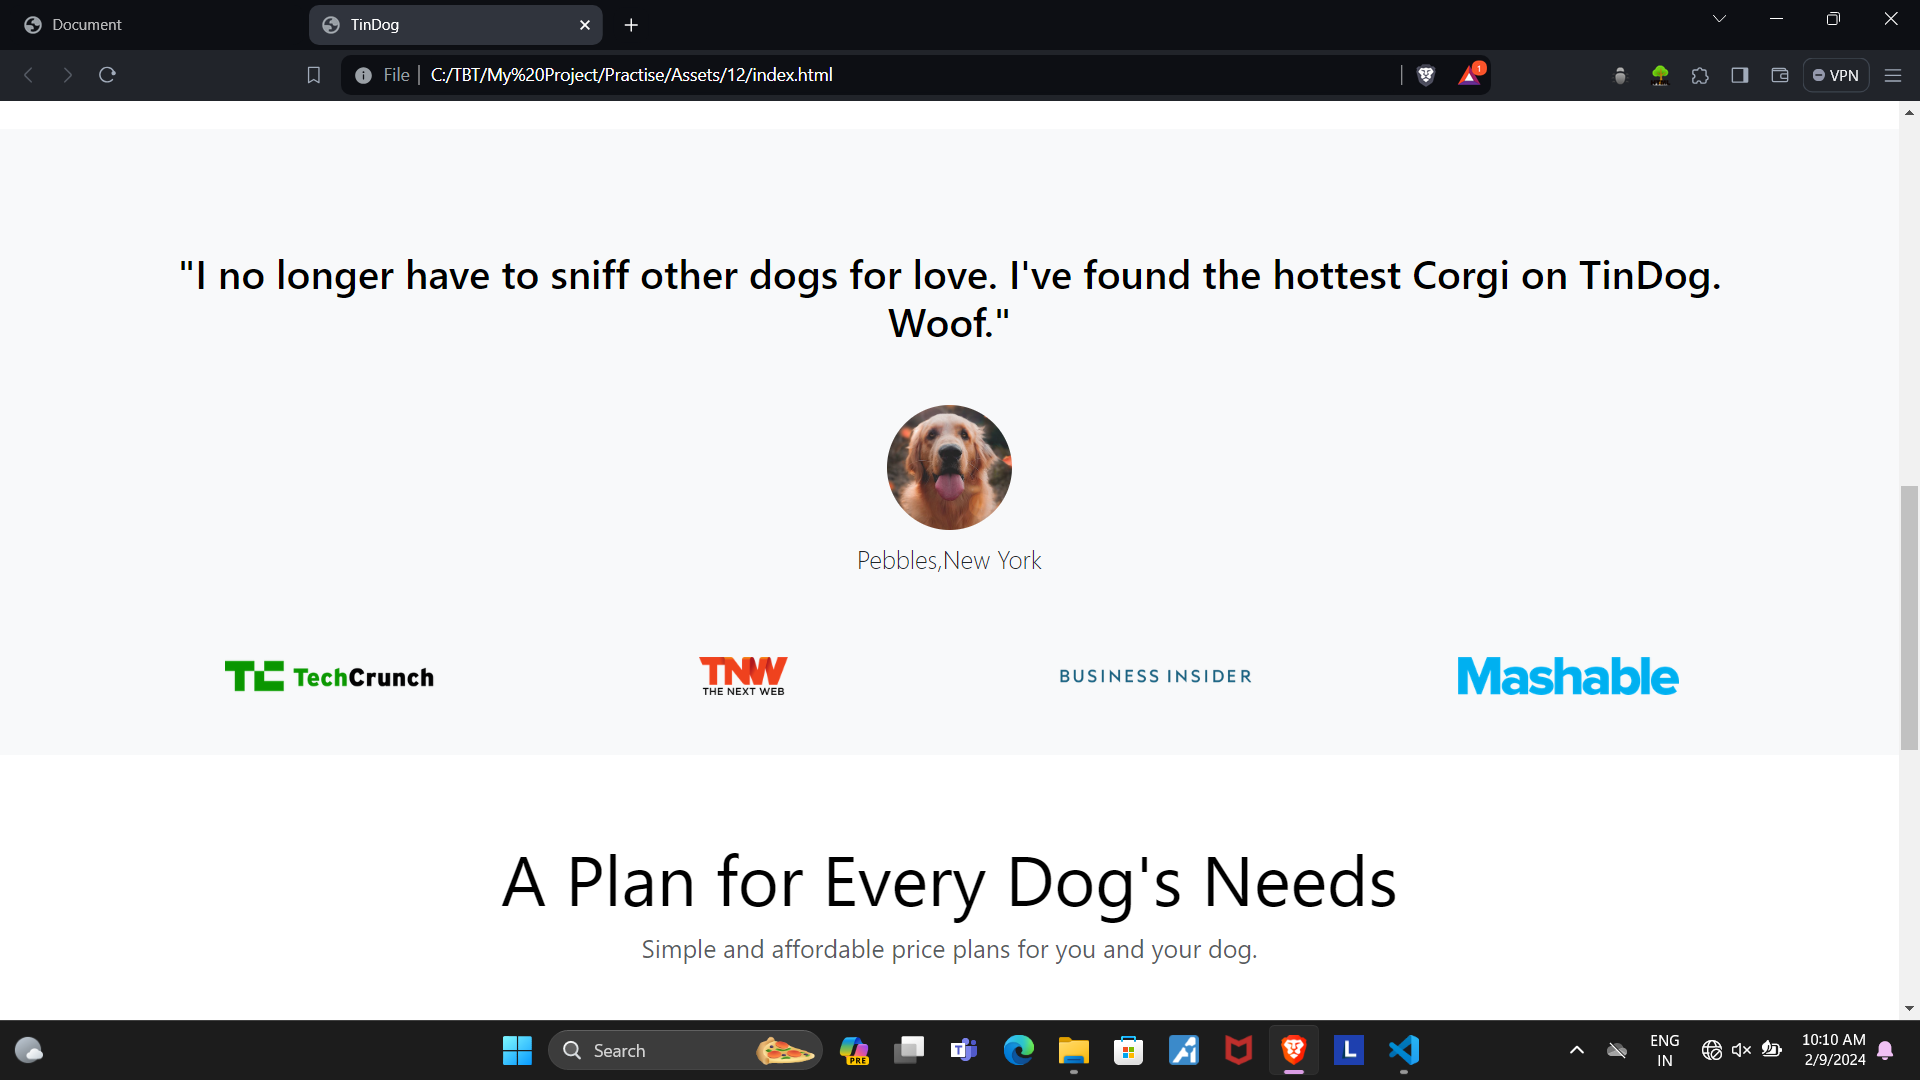 Document
TinDog
File
C:/TBT/My%20Project/Practise/Assets/12/index.html
1
VPN
"I no longer have to sniff other dogs for love. I've found the hottest Corgi on TinDog.
Woof."
Pebbles,New York
TC TechCrunch
TNW
THE NEXT WEB
BUSINESS INSIDER
Mashable
A Plan for Every Dog's Needs
Simple and affordable price plans for you and your dog.
Search
PRE
L
ENG
IN
10:10 AM
2/9/2024